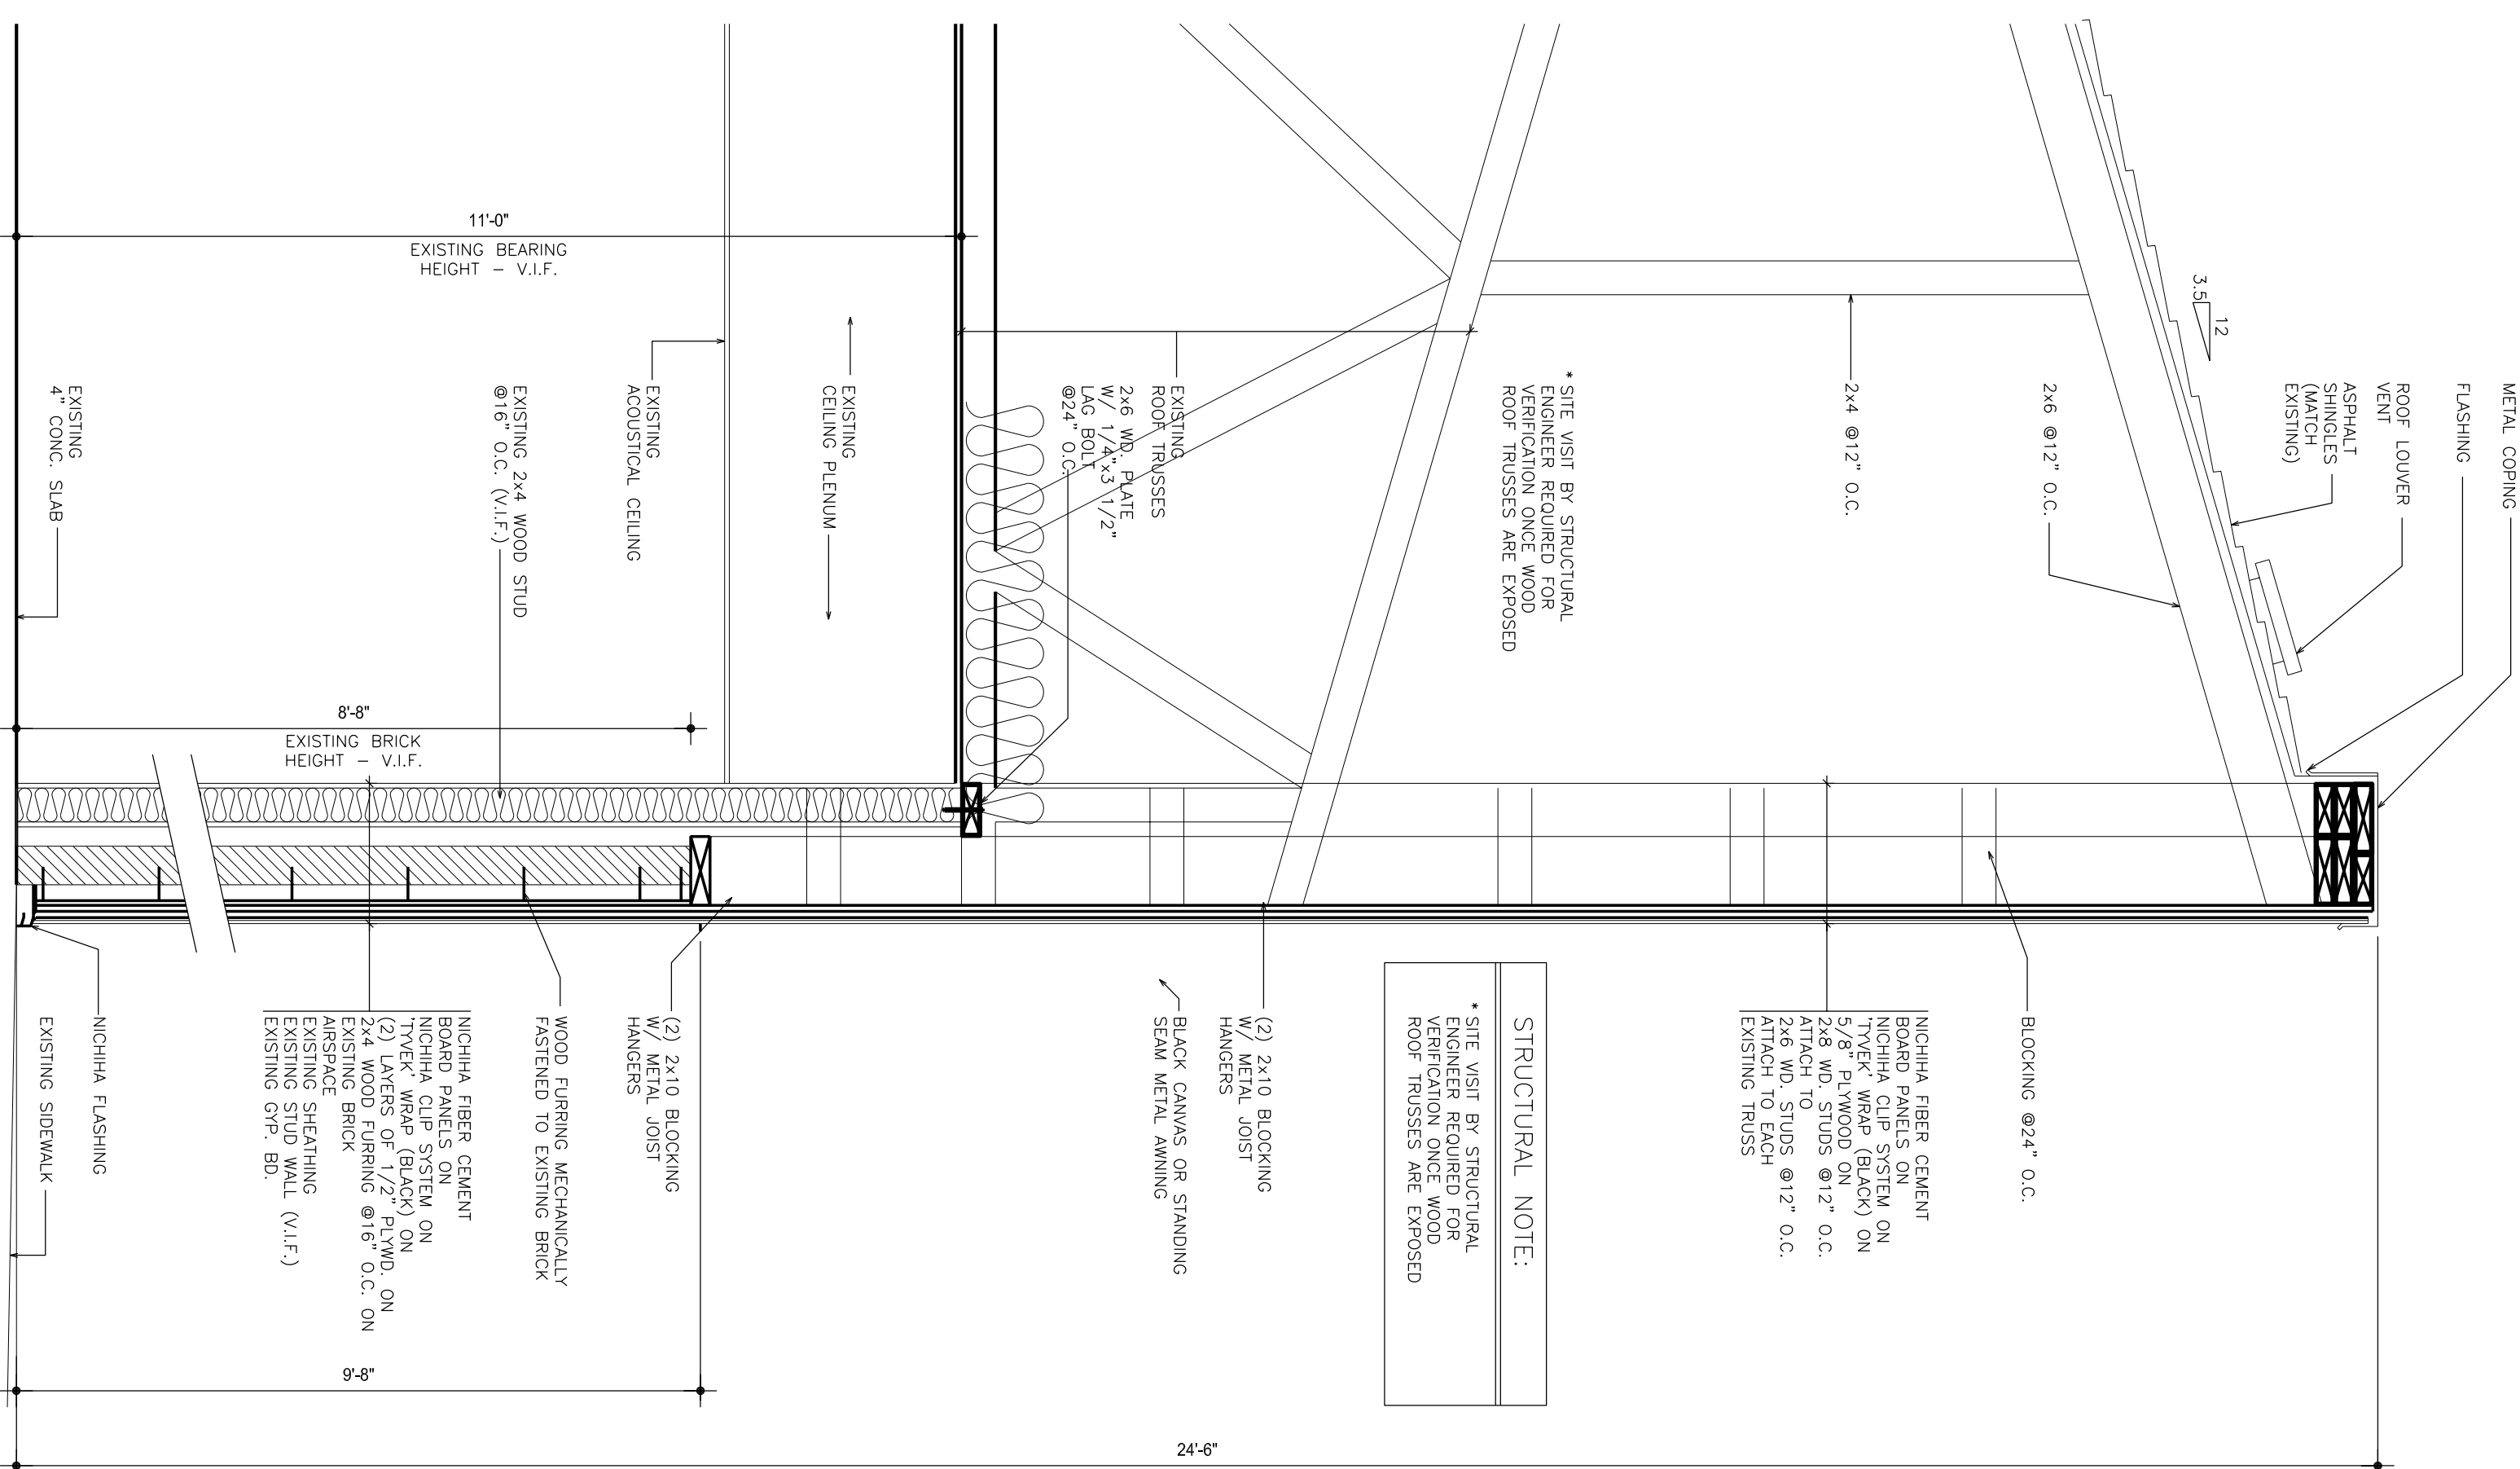 METAL COPING
FLASHING
ROOF LOUVER
VENT
ASPHALT
SHINGLES
(MATCH
EXISTING)
12
3.5
2x6 @12" O.C.
2x4 @12" O.C.
* SITE VISIT BY STRUCTURAL
ENGINEER REQUIRED FOR
VERIFICATION ONCE WOOD
ROOF TRUSSES ARE EXPOSED
EXISTING
ROOF TRUSSES
2x6 WD. PLATE
W/ 1/4"x3 1/2"
LAG BOLT
@24" O.C.
EXISTING
CEILING PLENUM
EXISTING
ACOUSTICAL CEILING
EXISTING 2x4 WOOD STUD
@16" O.C. (V.I.F.)
EXISTING
4" CONC. SLAB
11'-0"
EXISTING BEARING
HEIGHT - V.I.F.
8'-8"
EXISTING BRICK
HEIGHT - V.I.F.
BLOCKING @24" O.C.
NICHIHA FIBER CEMENT
BOARD PANELS ON
NICHIHA CLIP SYSTEM ON
'TYVEK' WRAP (BLACK) ON
5/8" PLYWOOD ON
2x8 WD. STUDS @12" O.C.
ATTACH TO
2x6 WD. STUDS @12" O.C.
ATTACH TO EACH
EXISTING TRUSS
STRUCTURAL NOTE:
* SITE VISIT BY STRUCTURAL
ENGINEER REQUIRED FOR
VERIFICATION ONCE WOOD
ROOF TRUSSES ARE EXPOSED
(2) 2x10 BLOCKING
W/ METAL JOIST
HANGERS
BLACK CANVAS OR STANDING
SEAM METAL AWNING
(2) 2x10 BLOCKING
W/ METAL JOIST
HANGERS
WOOD FURRING MECHANICALLY
FASTENED TO EXISTING BRICK
NICHIHA FIBER CEMENT
BOARD PANELS ON
NICHIHA CLIP SYSTEM ON
'TYVEK' WRAP (BLACK) ON
(2) LAYERS OF 1/2" PLYWD. ON
2x4 WOOD FURRING @16" O.C. ON
EXISTING BRICK
AIRSPACE
EXISTING SHEATHING
EXISTING STUD WALL (V.I.F.)
EXISTING GYP. BD.
NICHIHA FLASHING
EXISTING SIDEWALK
9'-8"
24'-6"